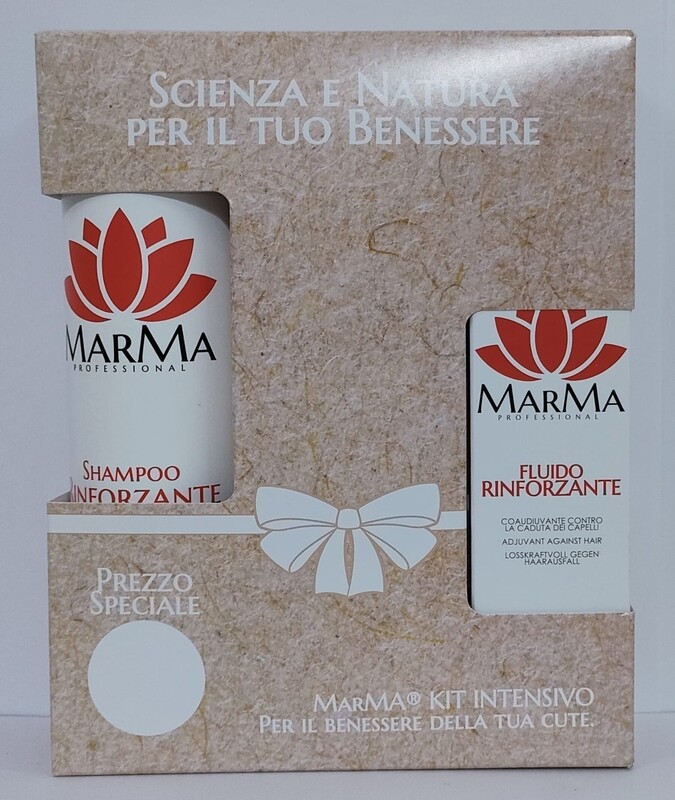 SCIENZA E NATURA
PER IL TUO BENESSERE
MARMA
PROFESSIONAL
SHAMPOO
RINFORZANTE
MARMA
PROFESSIONAL
FLUIDO
RINFORZANTE
COAUDIUVANTE CONTRO
LA CADUTA DEI CAPELLI
ADJUVANT AGAINST HAIR
LOSSKRAFTVOLL GEGEN
HAARAUSFALL
PREZZO
SPECIALE
MARMA® KIT INTENSIVO
PER IL BENESSERE DELLA TUA CUTE.